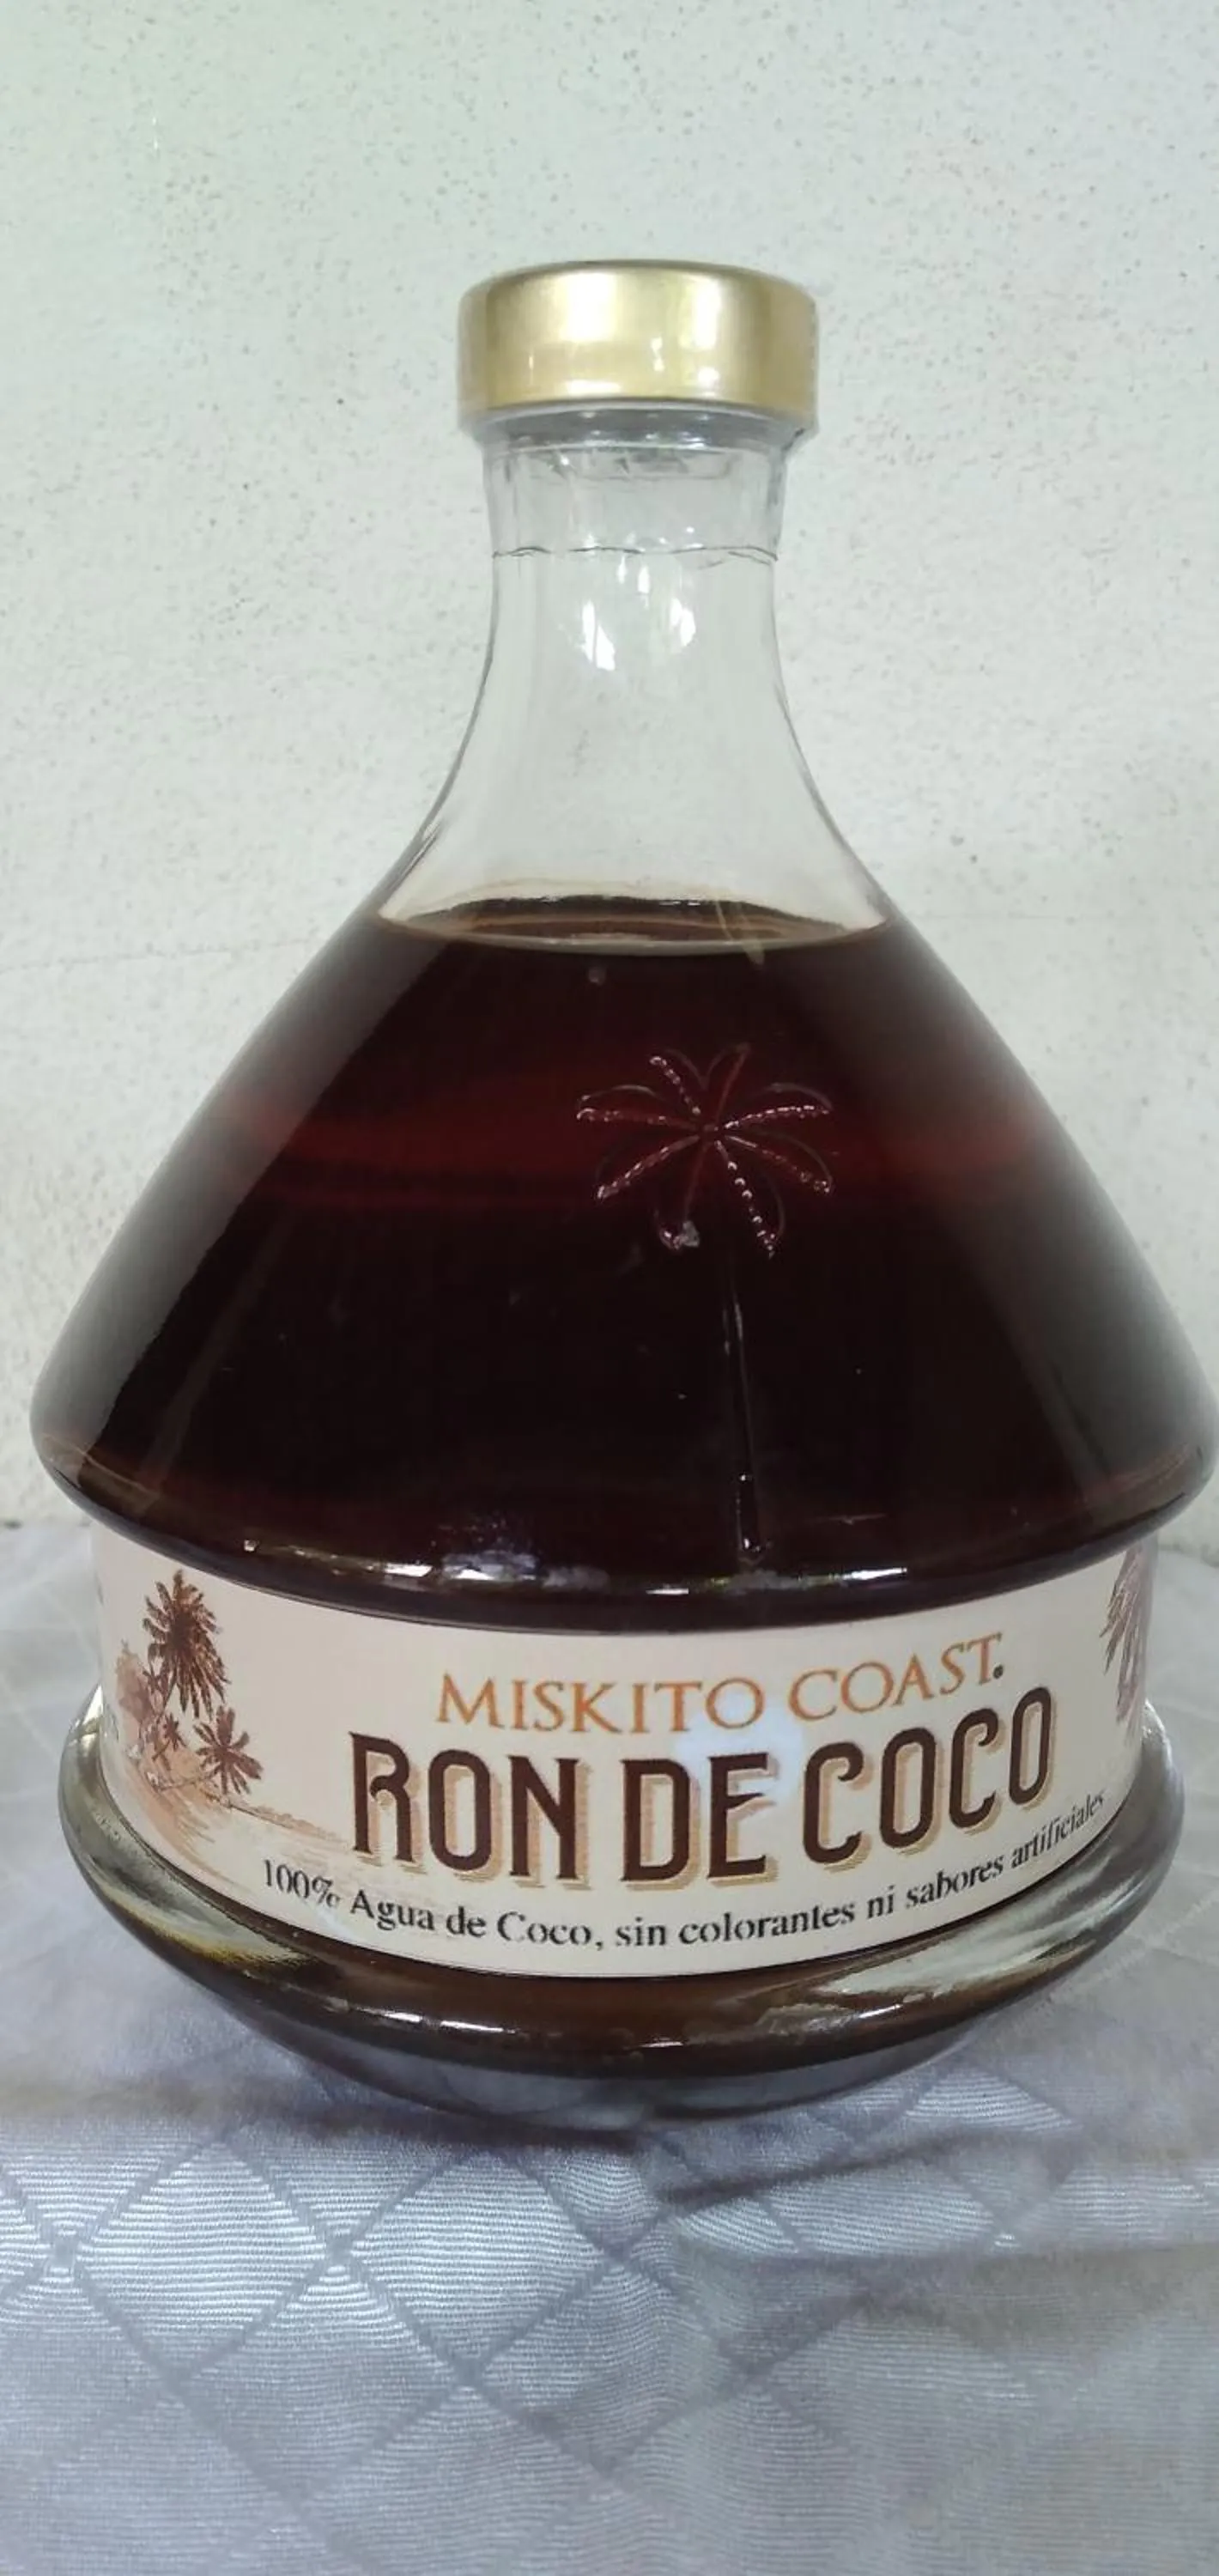 MISKITO COAST.
RON DE COCO
100% Agua de Coco, sin colorantes ni sabores artificiales